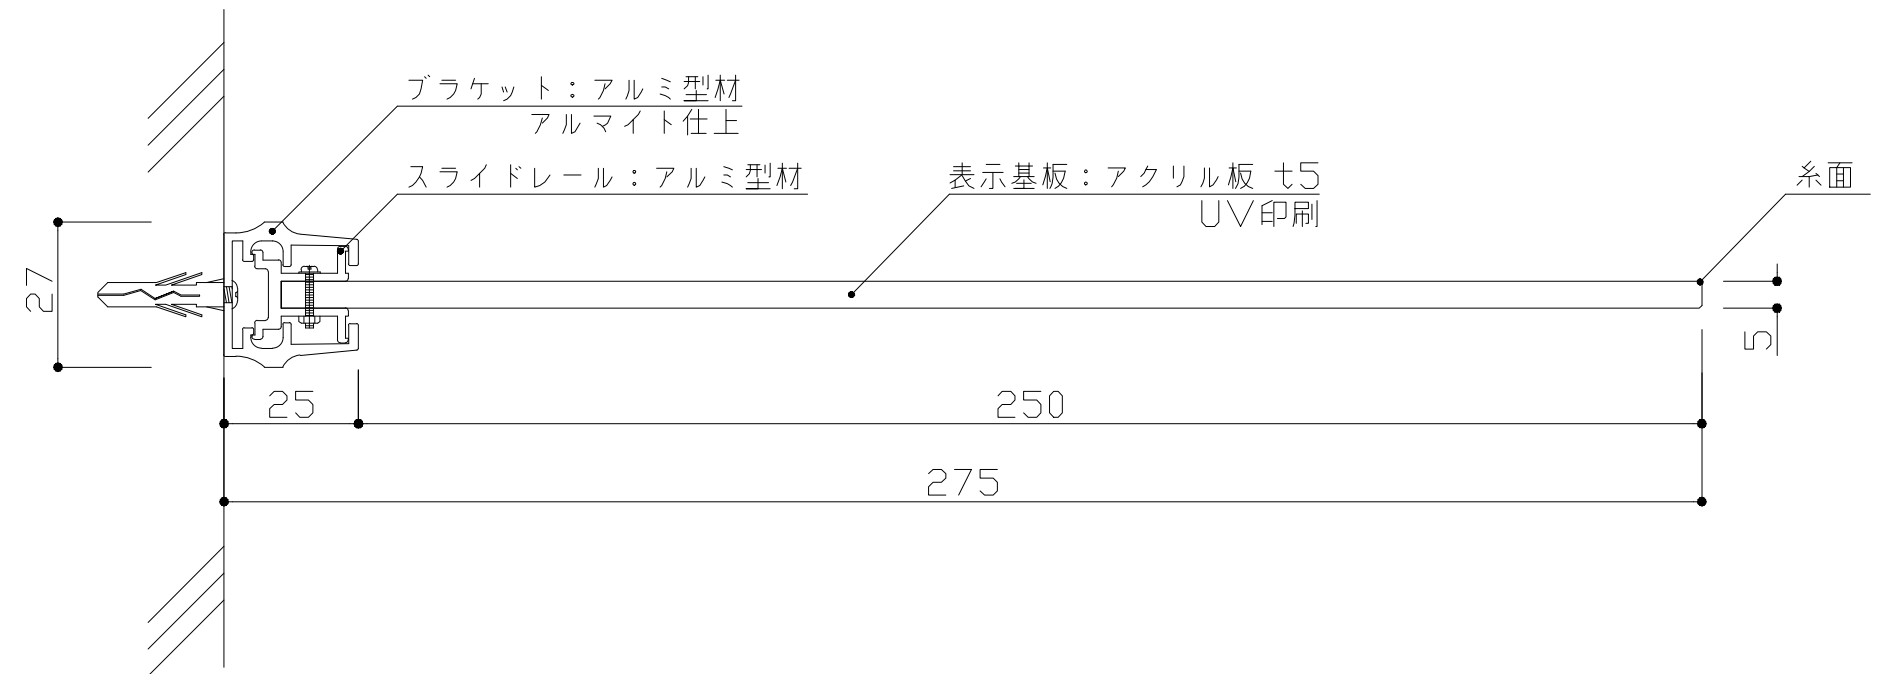 ブラケット：アルミ型材
アルマイト仕上
スライドレール：アルミ型材
表示基板：アクリル板 t5
UV印刷
糸面
27
5
25
250
275